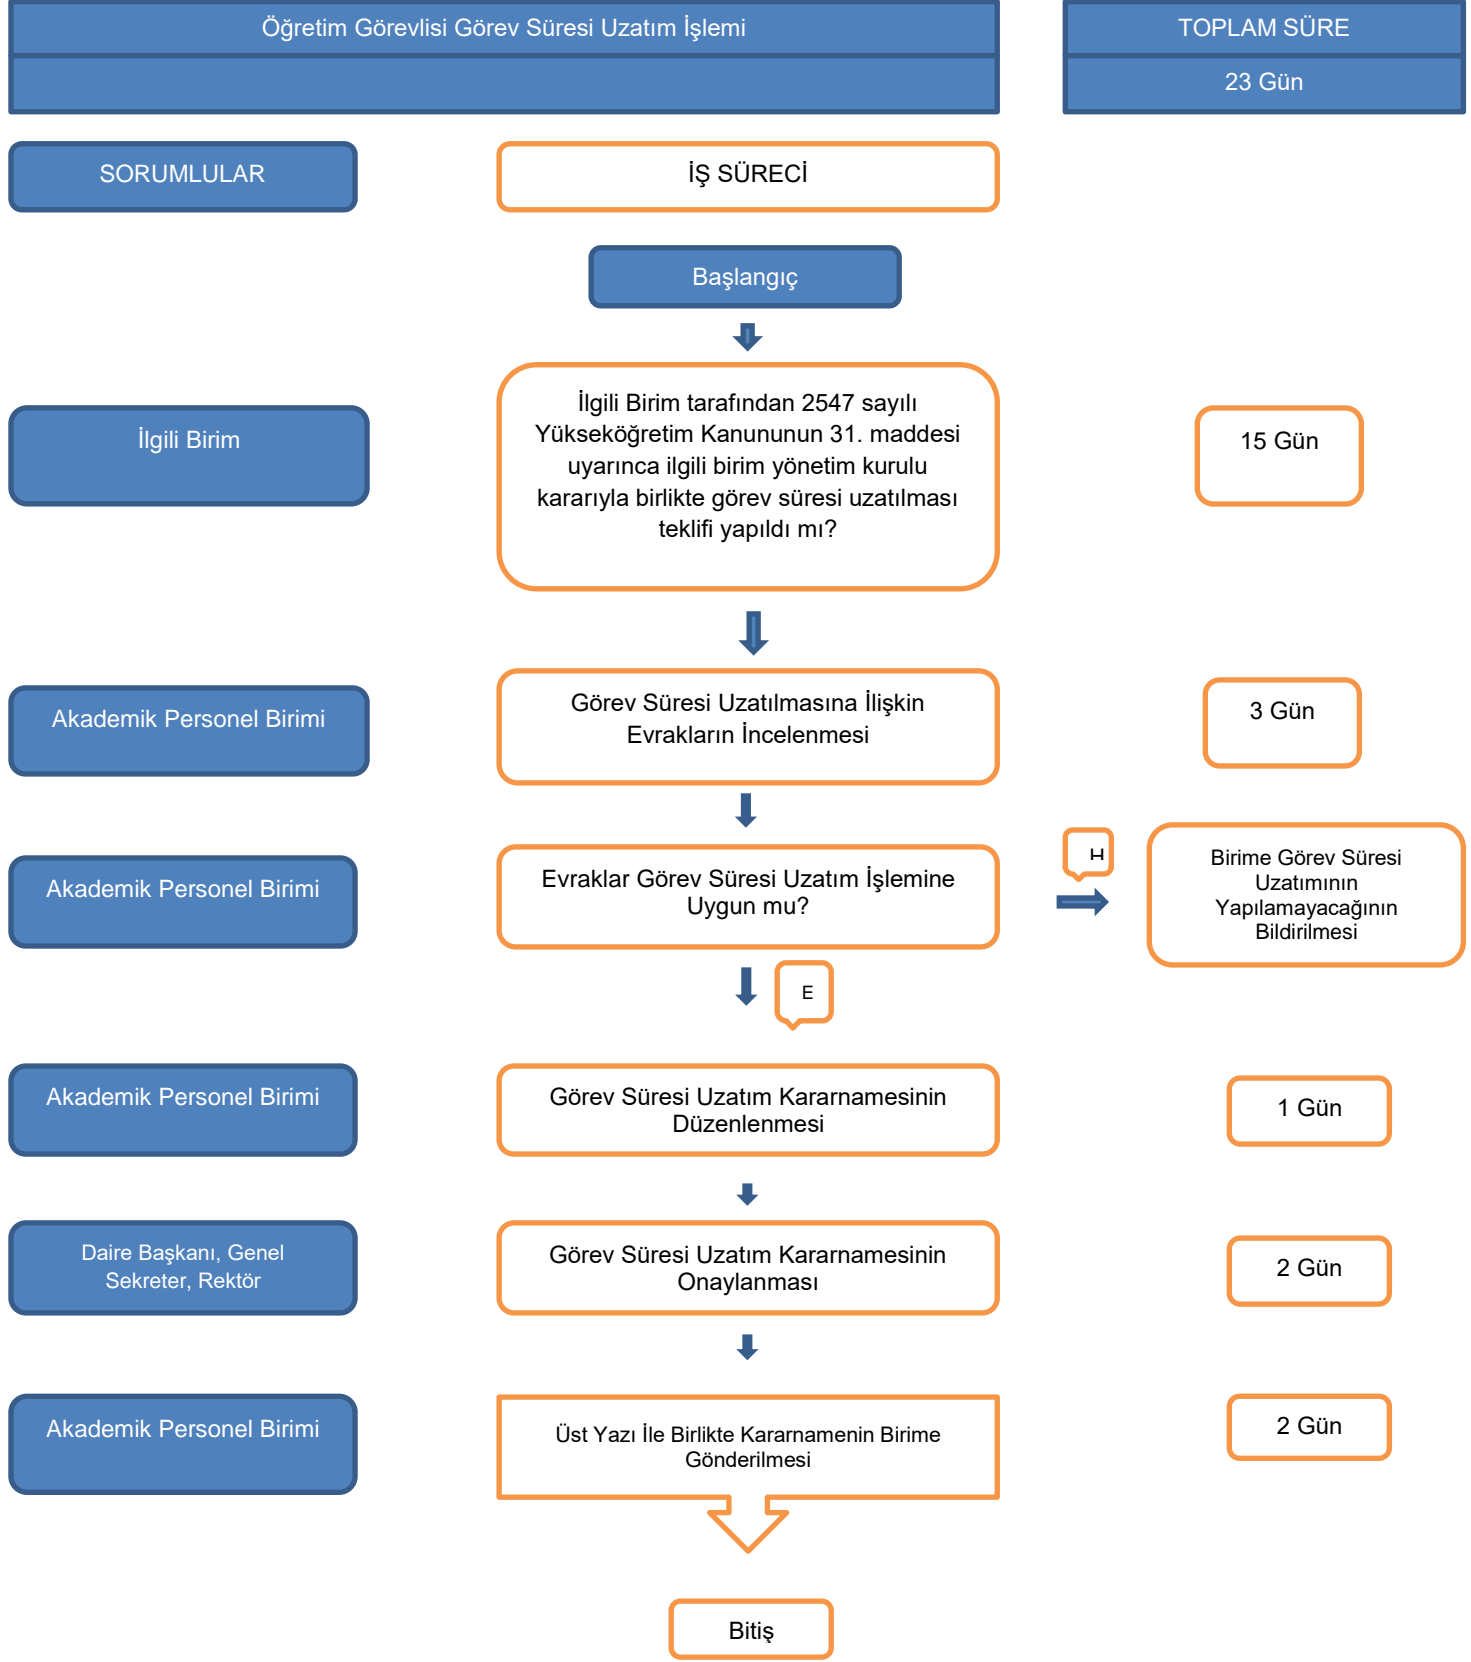 Öğretim Görevlisi Görev Süresi Uzatım İşlemi
TOPLAM SÜRE
23 Gün
SORUMLULAR
İŞ SÜRECİ
Başlangıç
İlgili Birim
İlgili Birim tarafından 2547 sayılı
Yükseköğretim Kanununun 31. maddesi
uyarınca ilgili birim yönetim kurulu
kararıyla birlikte görev süresi uzatılması
teklifi yapıldı mı?
15 Gün
Akademik Personel Birimi
Görev Süresi Uzatılmasına İlişkin
Evrakların İncelenmesi
3 Gün
Akademik Personel Birimi
Evraklar Görev Süresi Uzatım İşlemine
Uygun mu?
H
Birime Görev Süresi
Uzatımının
Yapılamayacağının
Bildirilmesi
E
Akademik Personel Birimi
Görev Süresi Uzatım Kararnamesinin
Düzenlenmesi
1 Gün
Daire Başkanı, Genel
Sekreter, Rektör
Görev Süresi Uzatım Kararnamesinin
Onaylanması
2 Gün
Akademik Personel Birimi
Üst Yazı İle Birlikte Kararnamenin Birime
Gönderilmesi
2 Gün
Bitiş